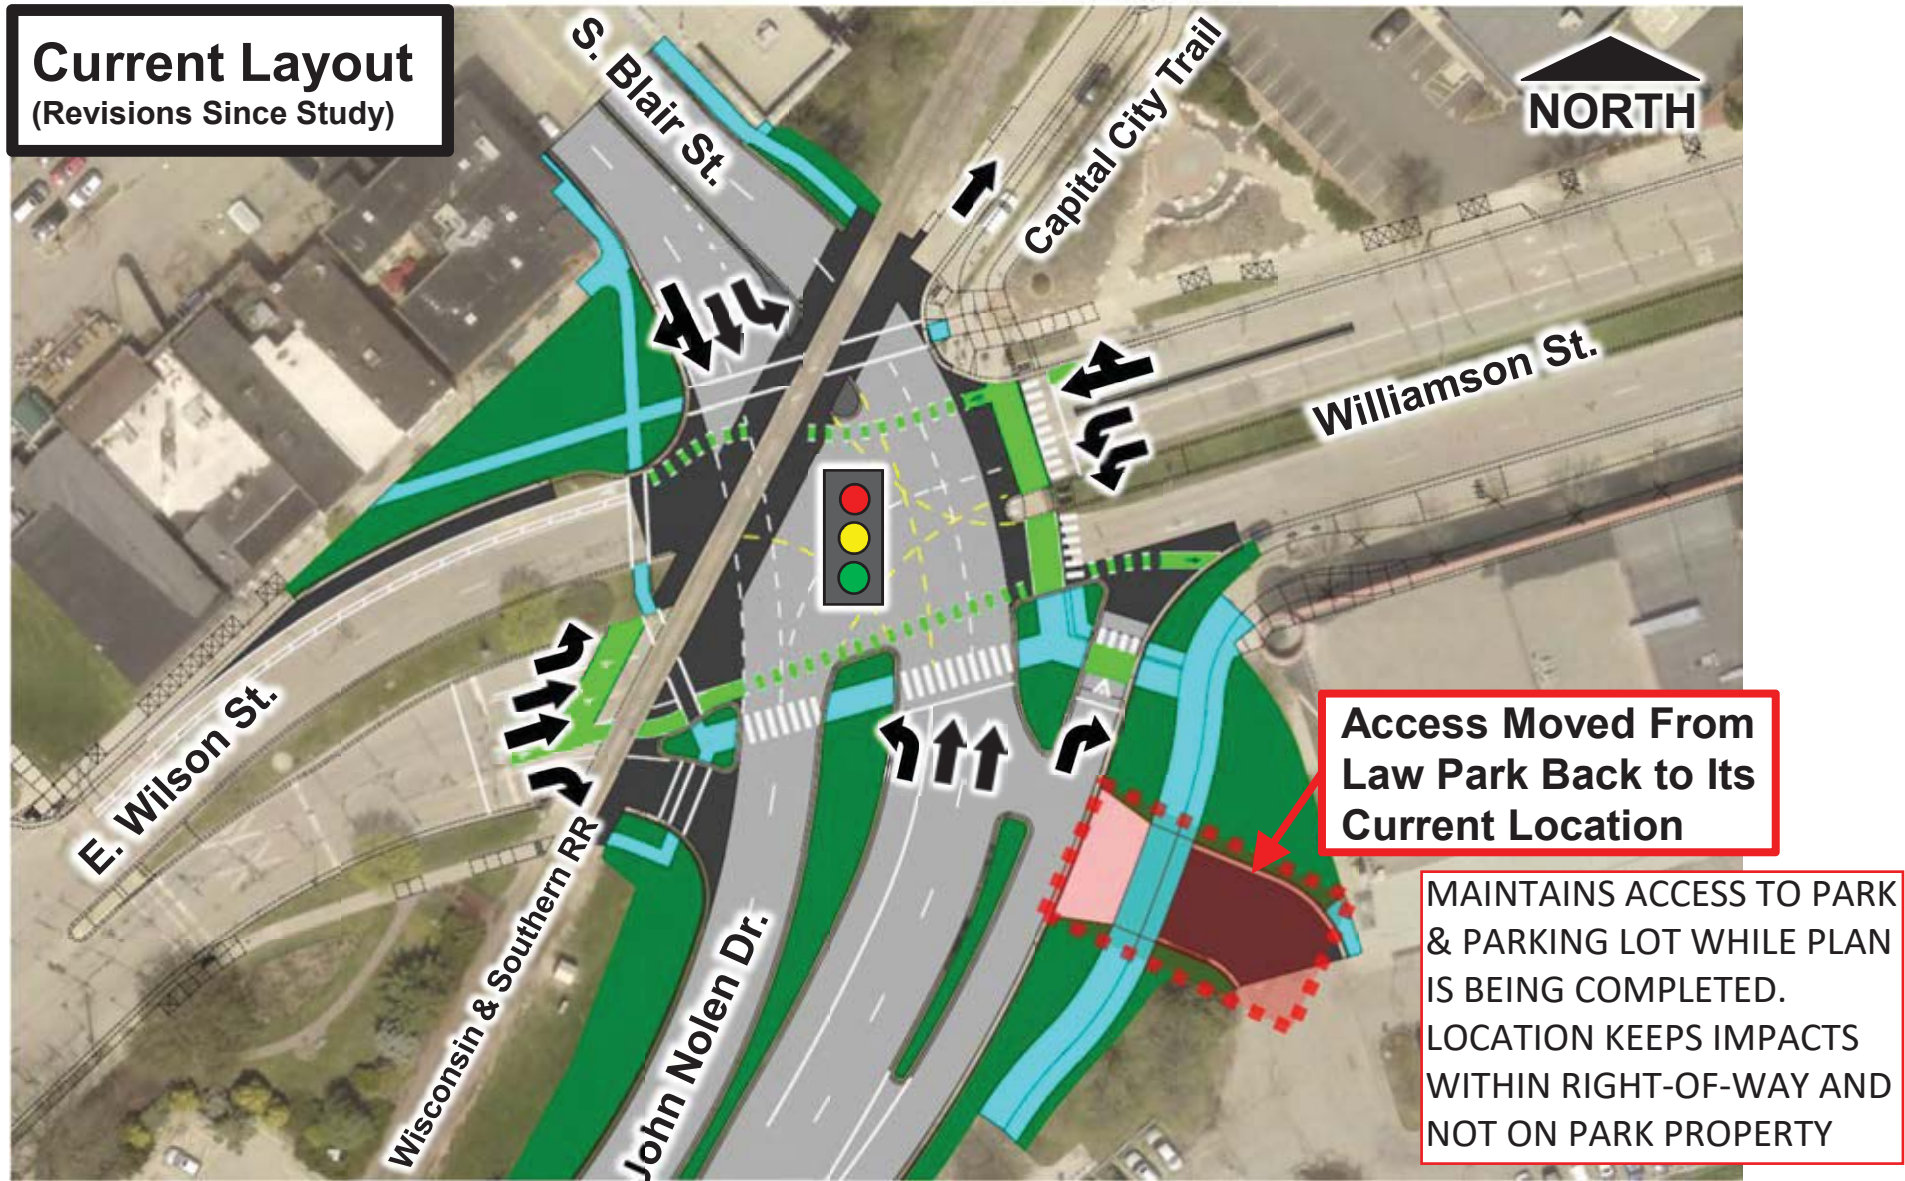 Current Layout
(Revisions Since Study)
S. Blair St.
Capital City Trail
NORTH
Williamson St.
E. Wilson St.
Wisconsin & Southern RR
John Nolen Dr.
Access Moved From
Law Park Back to Its
Current Location
MAINTAINS ACCESS TO PARK
& PARKING LOT WHILE PLAN
IS BEING COMPLETED.
LOCATION KEEPS IMPACTS
WITHIN RIGHT-OF-WAY AND
NOT ON PARK PROPERTY